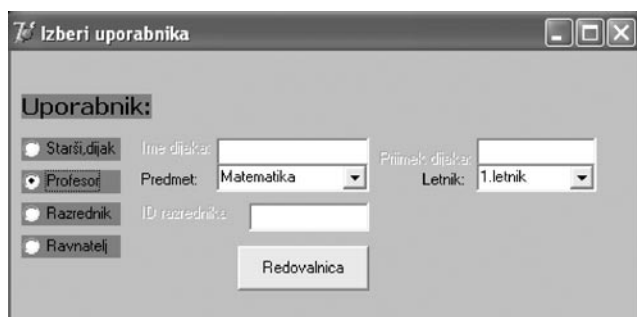 Izberi uporabnika
Uporabnik:
Starši,dijak Ime dijaka: Priimek dijaka:
Profesor Predmet: Matematika Letnik: 1.letnik
Razrednik ID razrednika
Ravnatelj
Redovalnica